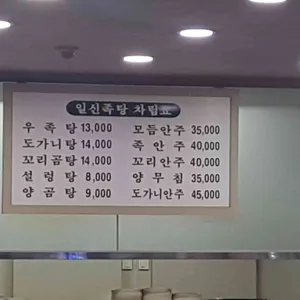 일신족탕 차림표
우 족 탕 13,000 모듬안주 35,000
도가니탕 14,000 족 안 주 40,000
꼬리곰탕 14,000 꼬리안주 40,000
설 렁 탕 8,000 양 무 침 35,000
양 곰 탕 9,000 도가니안주 45,000